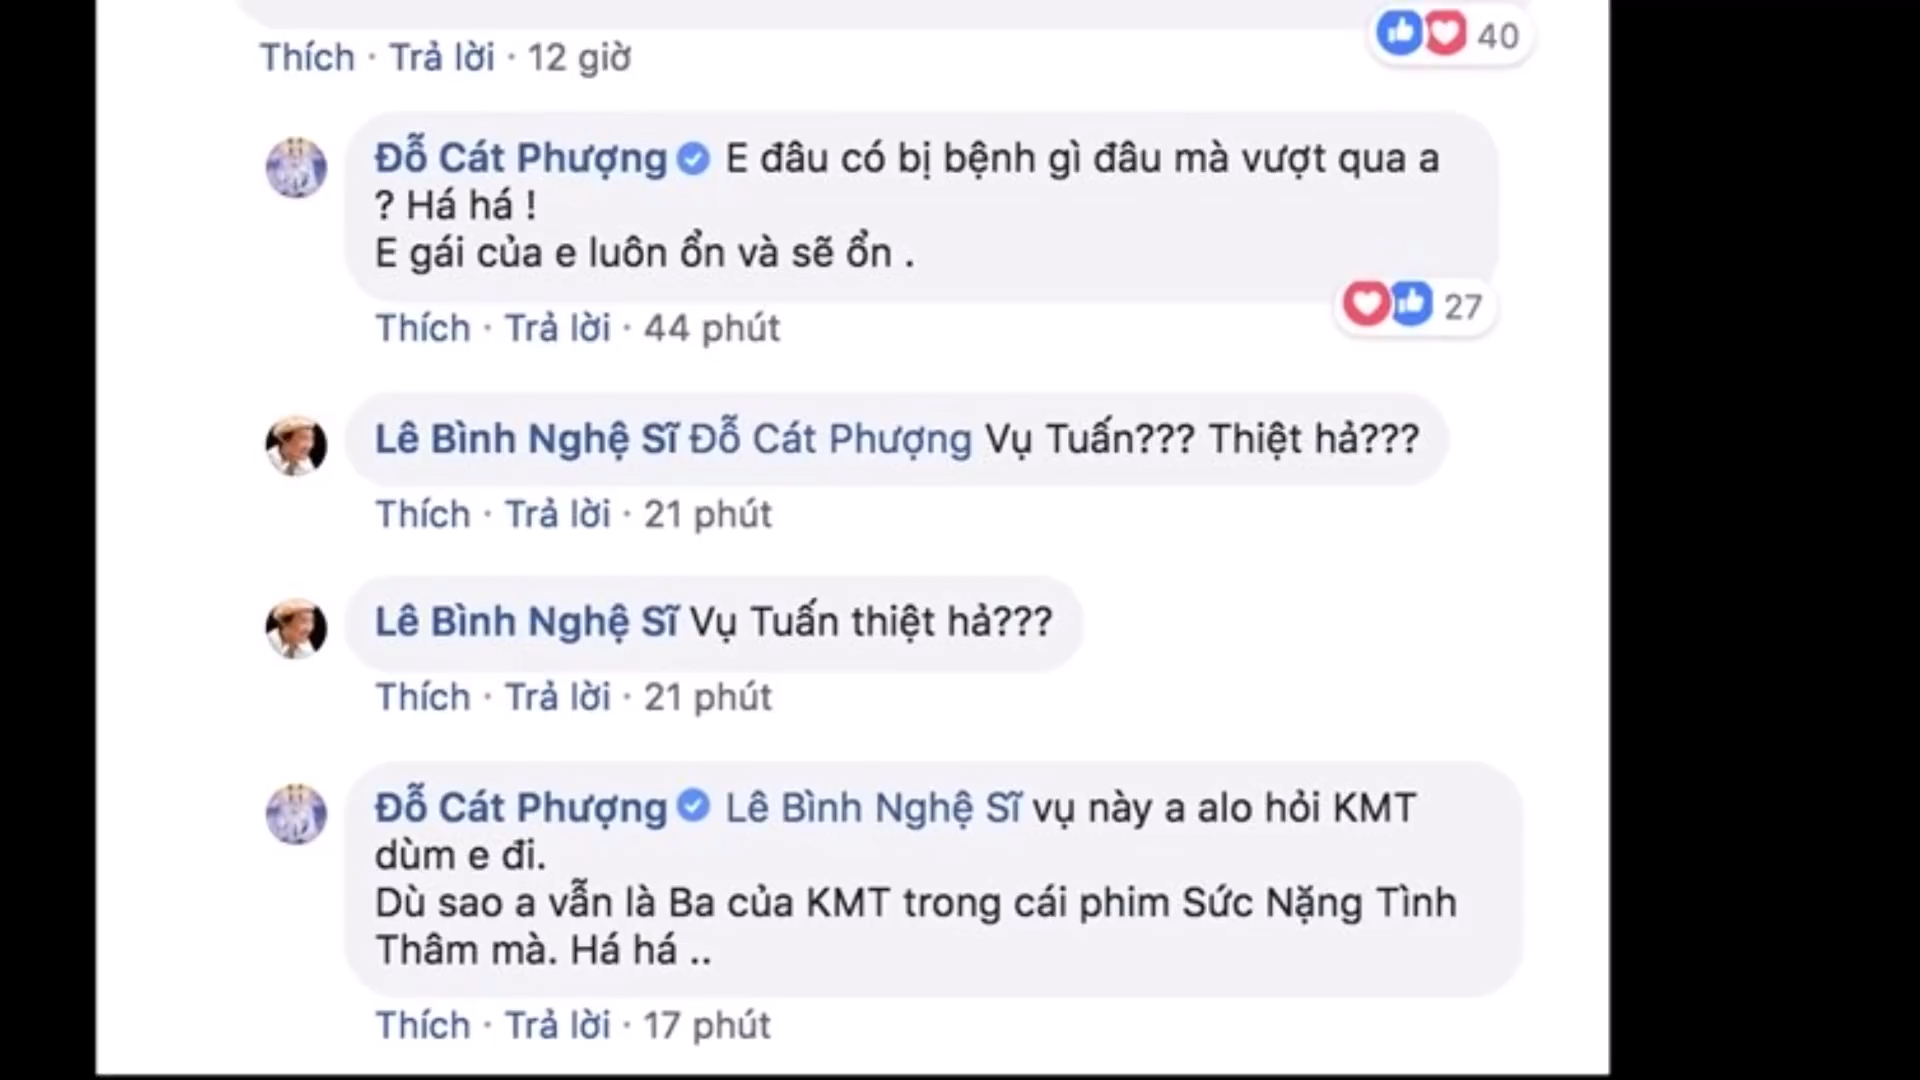 Thích · Trả lời · 12 giờ
40
Đỗ Cát Phượng E đâu có bị bệnh gì đâu mà vượt qua a
? Há há !
E gái của e luôn ổn và sẽ ổn .
27
Thích · Trả lời · 44 phút
Lê Bình Nghệ Sĩ Đỗ Cát Phượng Vụ Tuấn??? Thiệt hả???
Thích · Trả lời · 21 phút
Lê Bình Nghệ Sĩ Vụ Tuấn thiệt hả???
Thích · Trả lời · 21 phút
Đỗ Cát Phượng Lê Bình Nghệ Sĩ vụ này a alo hỏi KMT
dùm e đi.
Dù sao a vẫn là Ba của KMT trong cái phim Sức Nặng Tình
Thâm mà. Há há ..
Thích · Trả lời · 17 phút